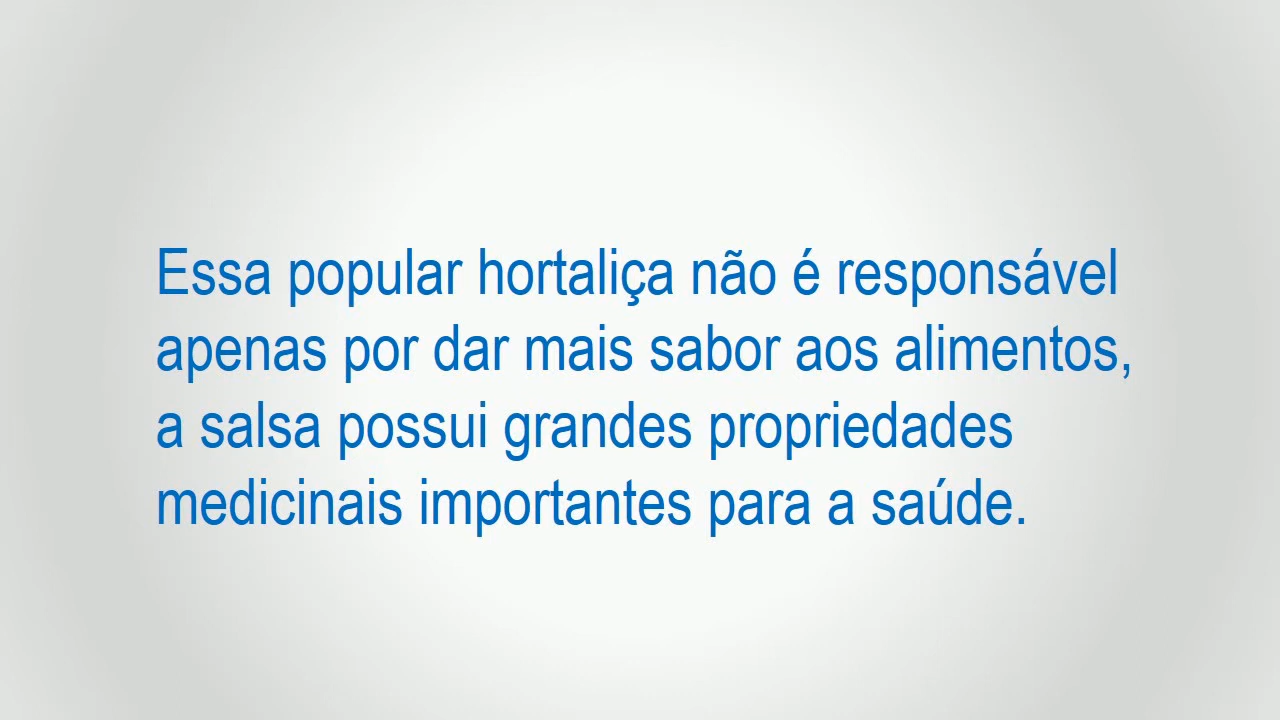 Essa popular hortaliça não é responsável
apenas por dar mais sabor aos alimentos,
a salsa possui grandes propriedades
medicinais importantes para a saúde.